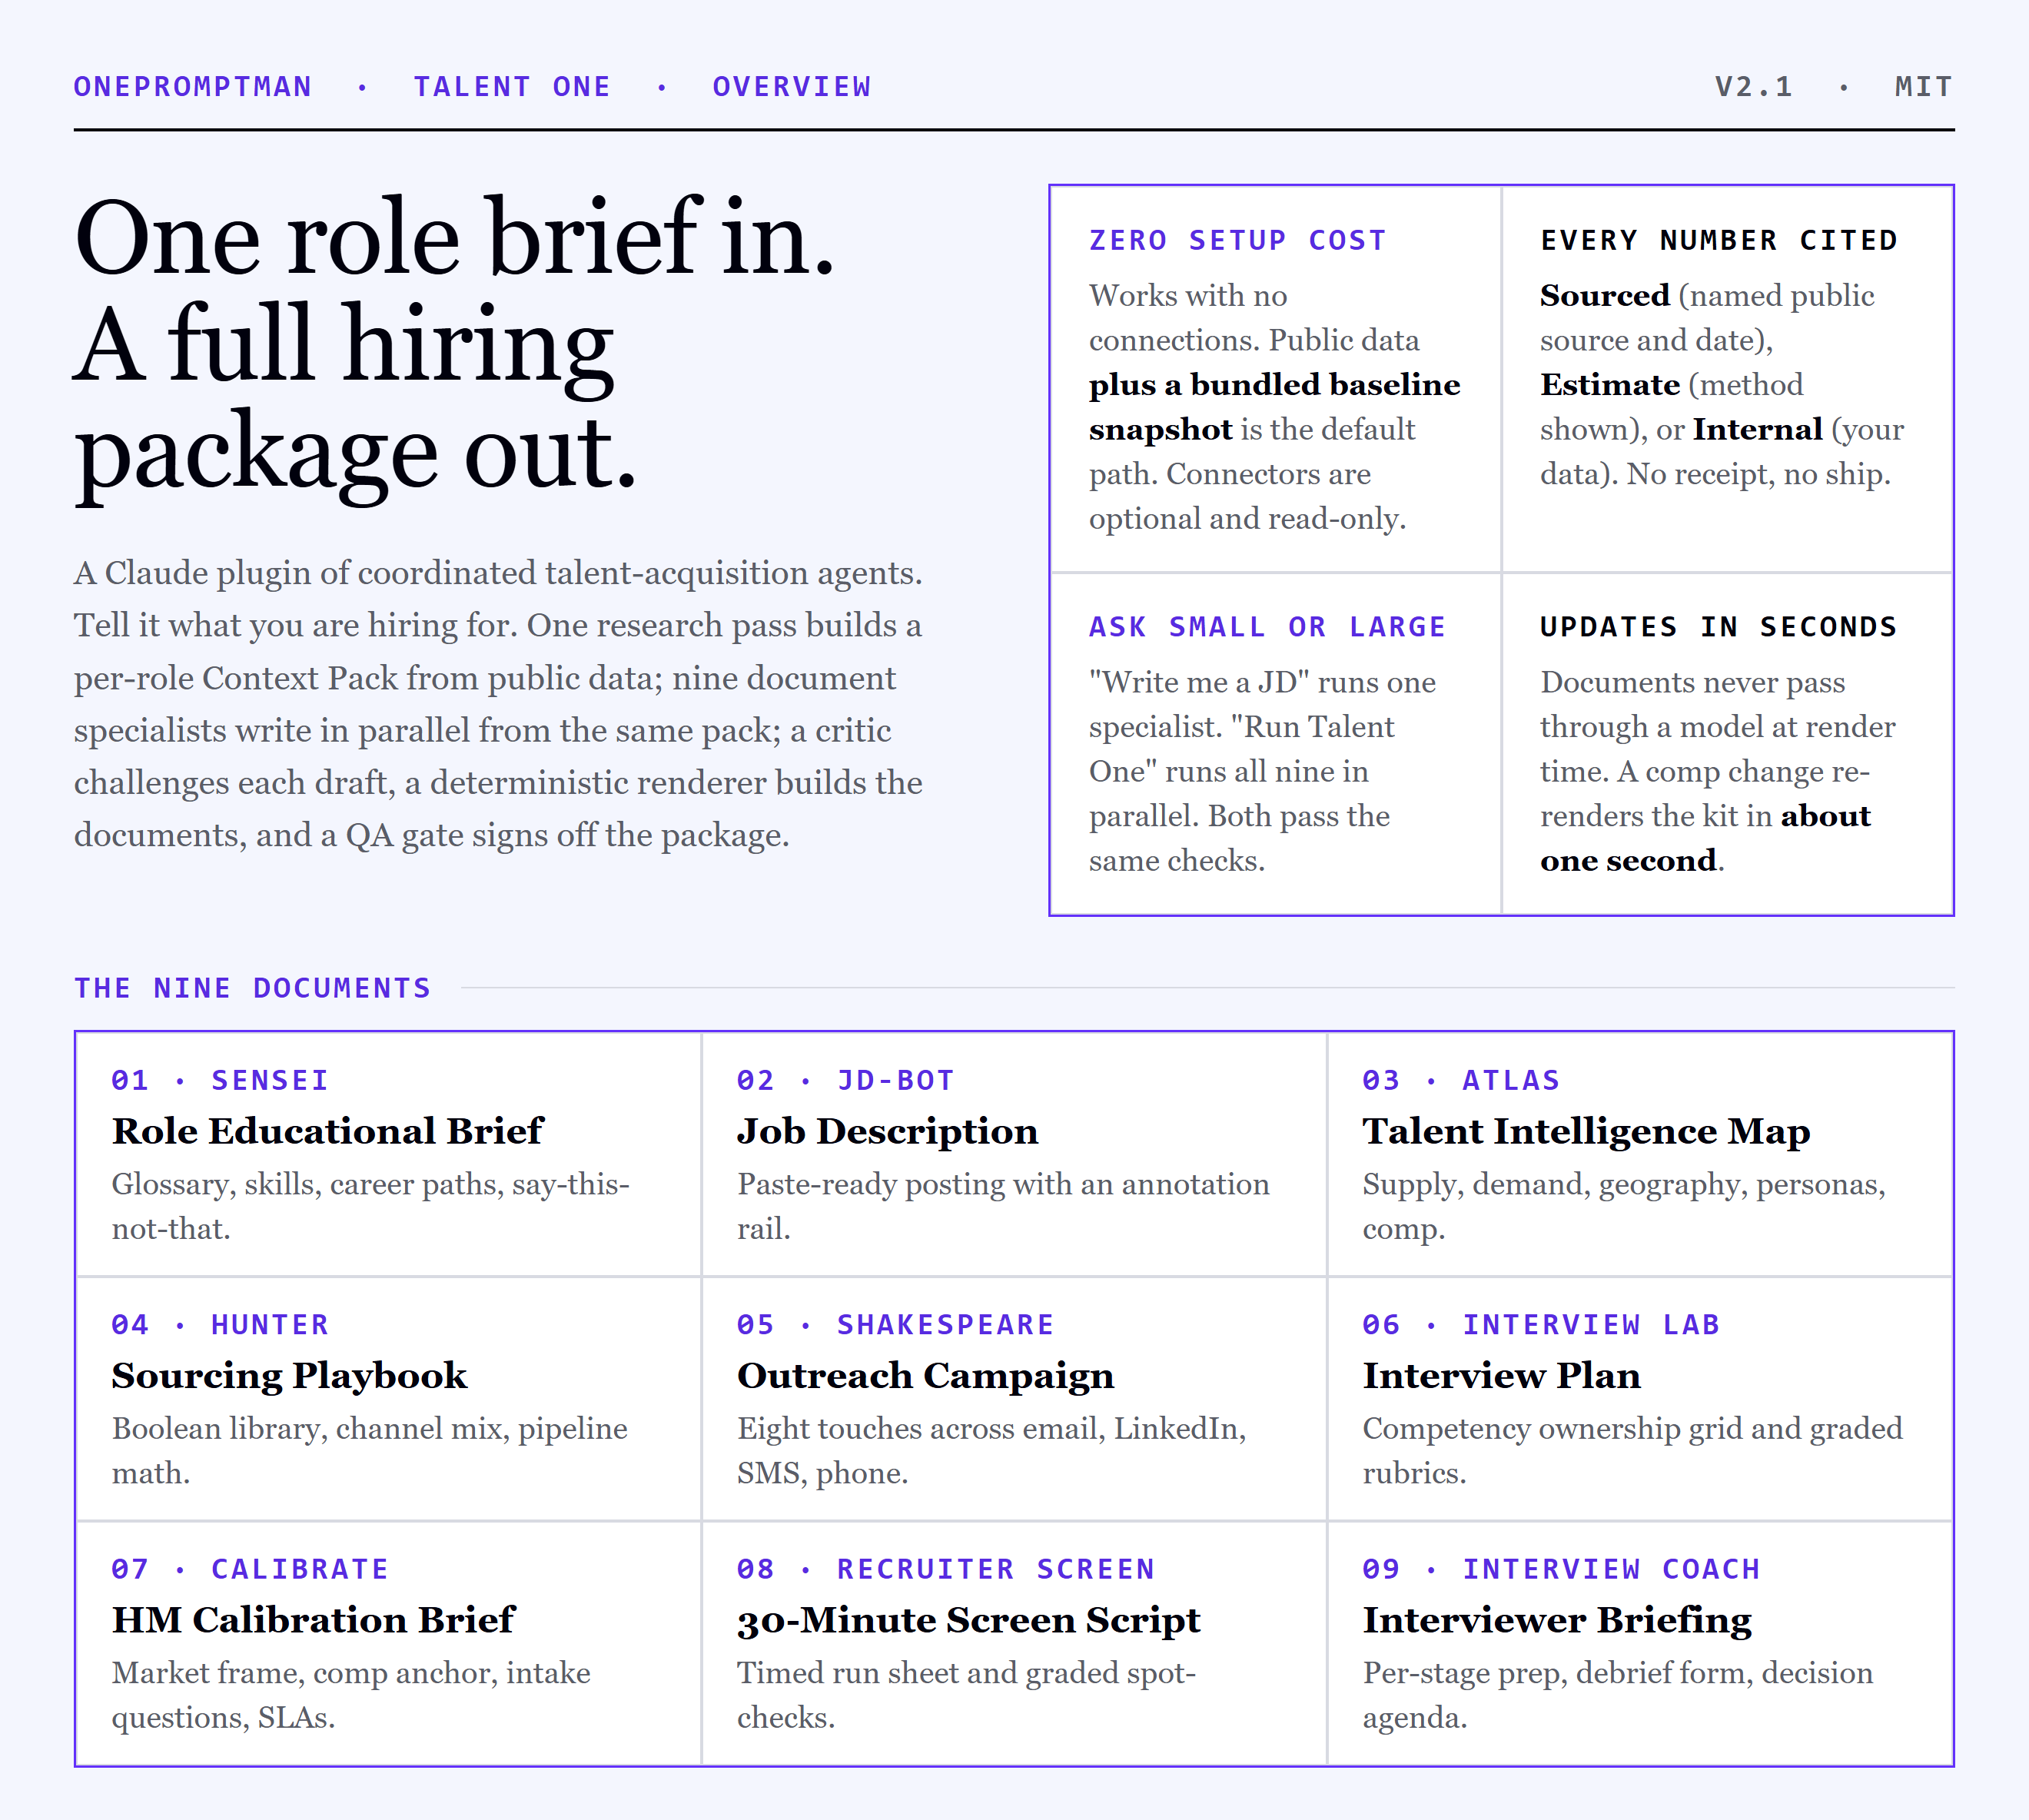 ONEPROMPTMAN · TALENT ONE · OVERVIEW
V2.1 · MIT
One role brief in.
A full hiring
package out.
A Claude plugin of coordinated talent-acquisition agents.
Tell it what you are hiring for. One research pass builds a
per-role Context Pack from public data; nine document
specialists write in parallel from the same pack; a critic
challenges each draft, a deterministic renderer builds the
documents, and a QA gate signs off the package.
ZERO SETUP COST
Works with no
connections. Public data
plus a bundled baseline
snapshot is the default
path. Connectors are
optional and read-only.
EVERY NUMBER CITED
Sourced (named public
source and date),
Estimate (method
shown), or Internal (your
data). No receipt, no ship.
ASK SMALL OR LARGE
"Write me a JD" runs one
specialist. "Run Talent
One" runs all nine in
parallel. Both pass the
same checks.
UPDATES IN SECONDS
Documents never pass
through a model at render
time. A comp change re-
renders the kit in about
one second.
THE NINE DOCUMENTS
01 · SENSEI
Role Educational Brief
Glossary, skills, career paths, say-this-
not-that.
02 · JD-BOT
Job Description
Paste-ready posting with an annotation
rail.
03 · ATLAS
Talent Intelligence Map
Supply, demand, geography, personas,
comp.
04 · HUNTER
Sourcing Playbook
Boolean library, channel mix, pipeline
math.
05 · SHAKESPEARE
Outreach Campaign
Eight touches across email, LinkedIn,
SMS, phone.
06 · INTERVIEW LAB
Interview Plan
Competency ownership grid and graded
rubrics.
07 · CALIBRATE
HM Calibration Brief
Market frame, comp anchor, intake
questions, SLAs.
08 · RECRUITER SCREEN
30-Minute Screen Script
Timed run sheet and graded spot-
checks.
09 · INTERVIEW COACH
Interviewer Briefing
Per-stage prep, debrief form, decision
agenda.